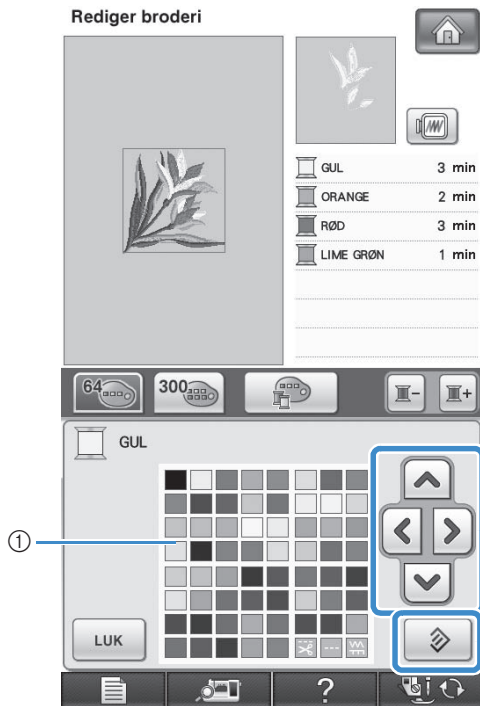 Rediger broderi
GUL 3 min
ORANGE 2 min
RØD 3 min
LIME GRØN 1 min
64 300
- +
GUL
①
LUK
?